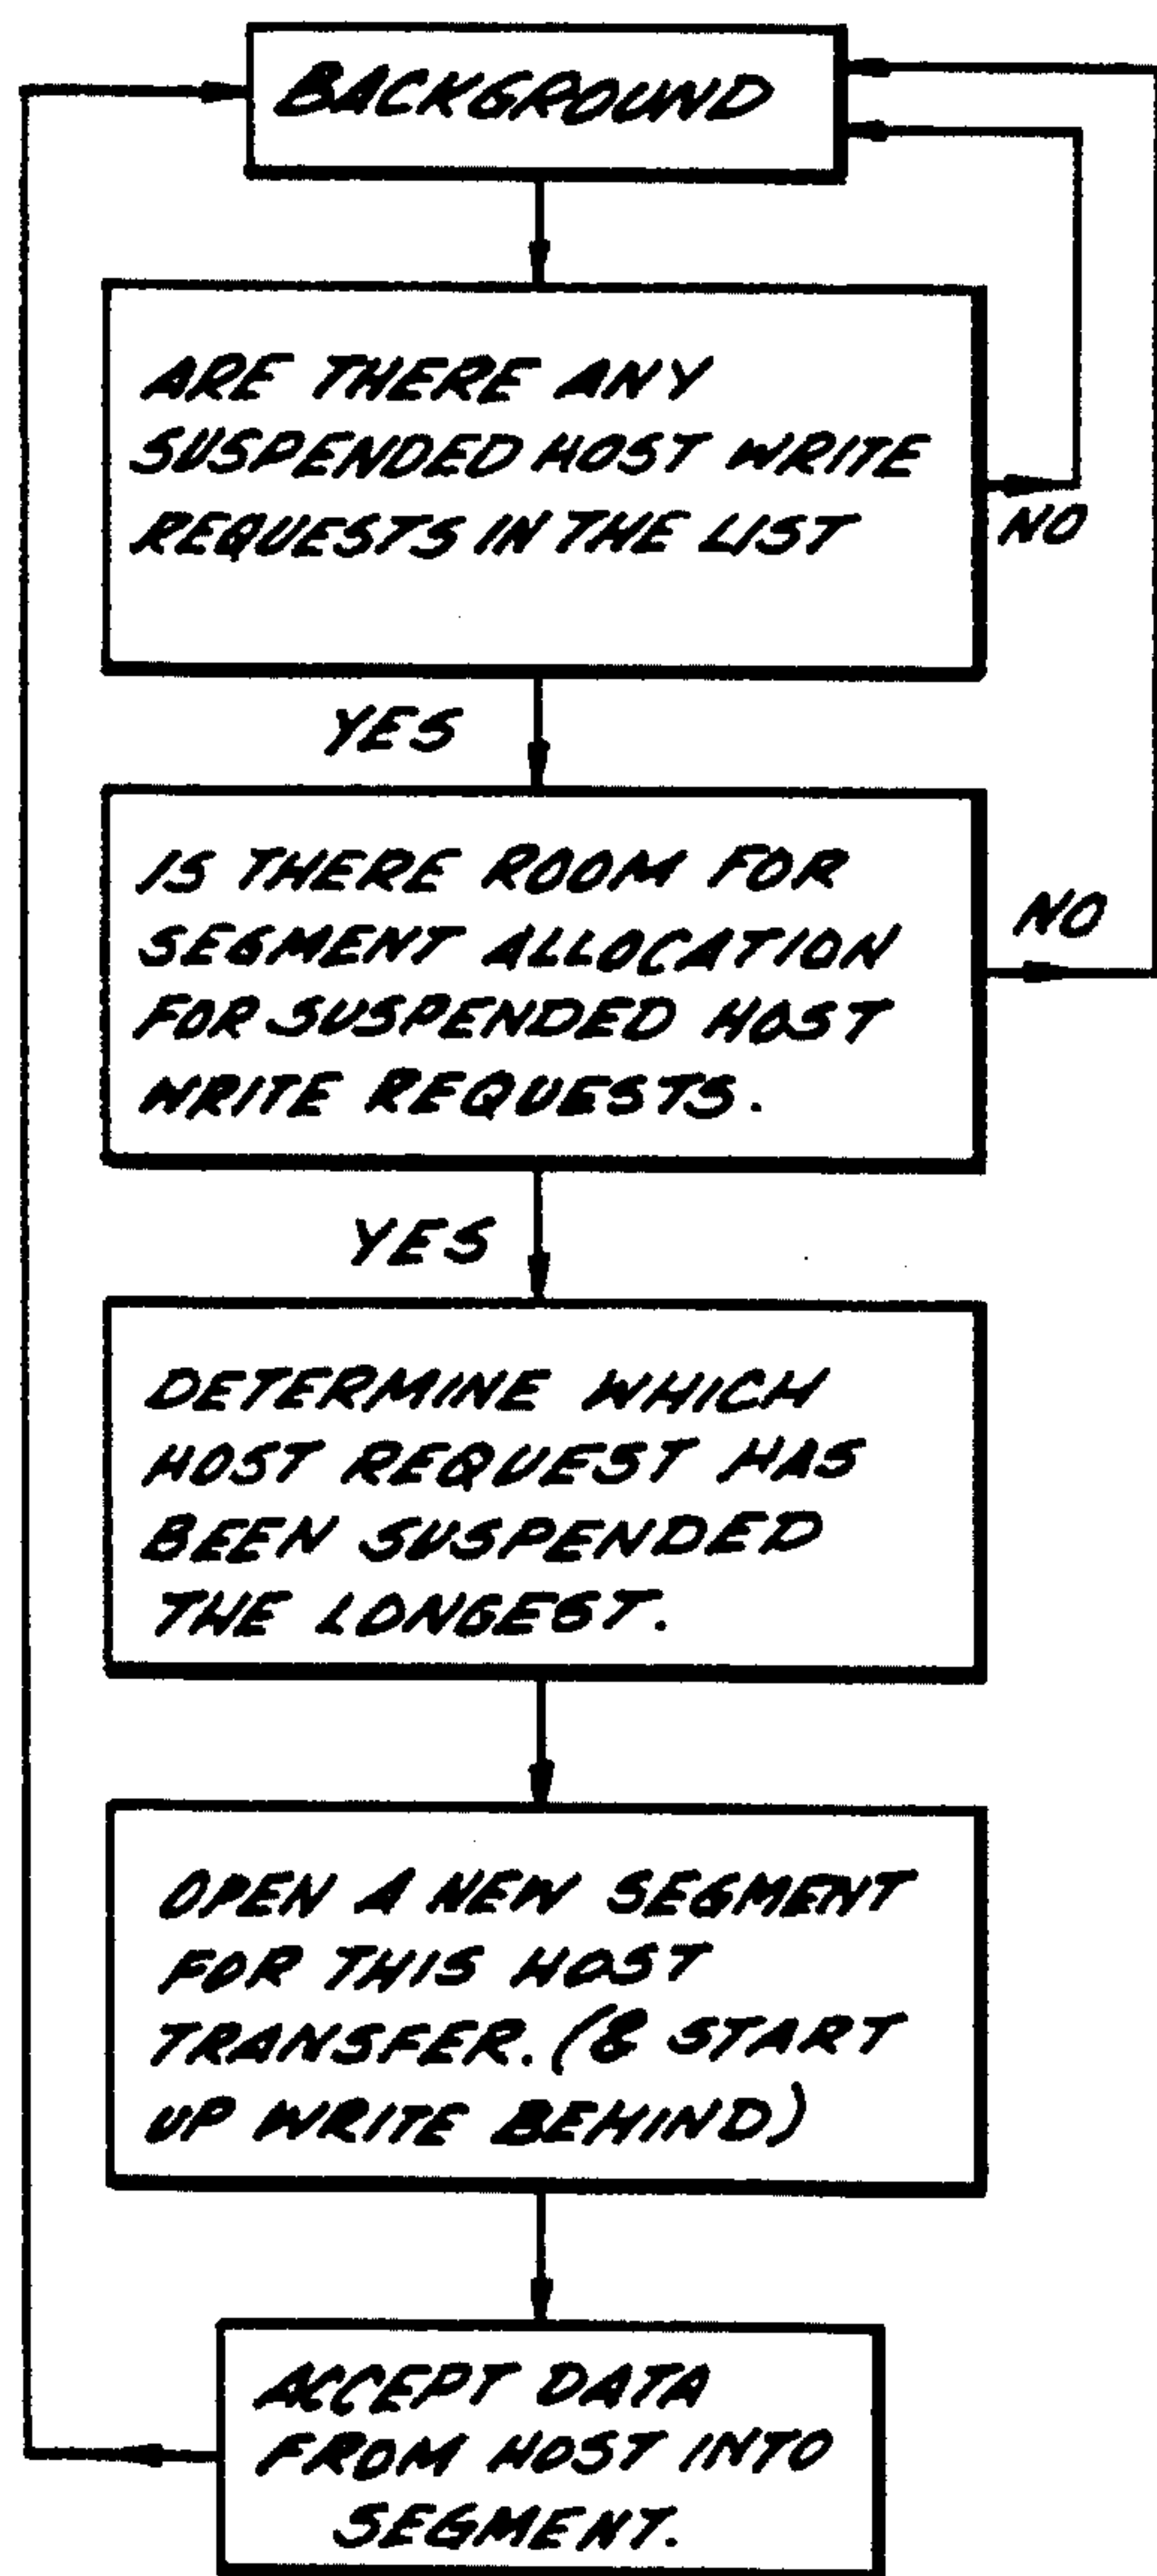 BACKGROUND
ARE THERE ANY
SUSPENDED HOST WRITE
REQUESTS IN THE LIST
NO
YES
IS THERE ROOM FOR
SEGMENT ALLOCATION
FOR SUSPENDED HOST
WRITE REQUESTS.
NO
YES
DETERMINE WHICH
HOST REQUEST HAS
BEEN SUSPENDED
THE LONGEST.
OPEN A NEW SEGMENT
FOR THIS HOST
TRANSFER. (& START
UP WRITE BEHIND)
ACCEPT DATA
FROM HOST INTO
SEGMENT.